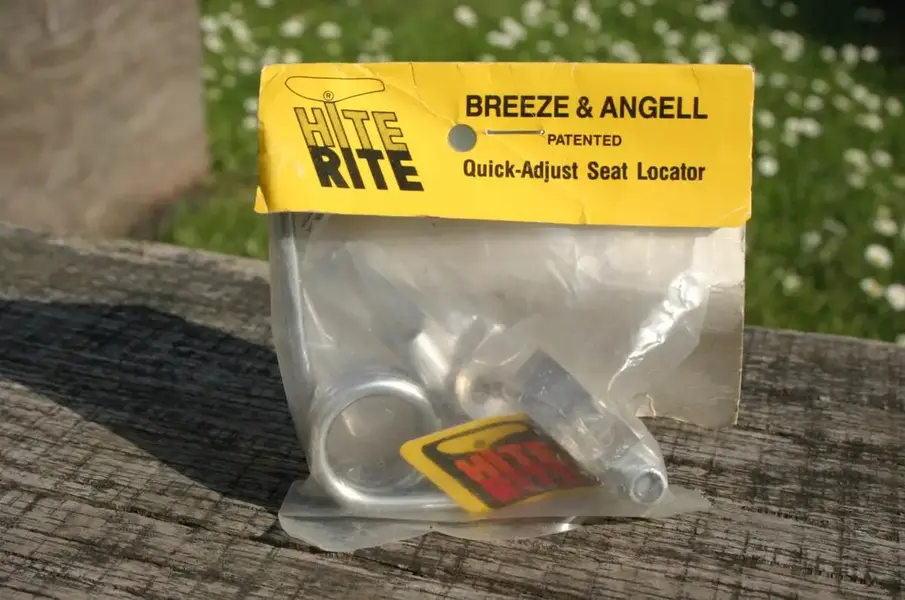 ®
HITE
RITE
BREEZE & ANGELL
PATENTED
Quick-Adjust Seat Locator
HITE
RITE